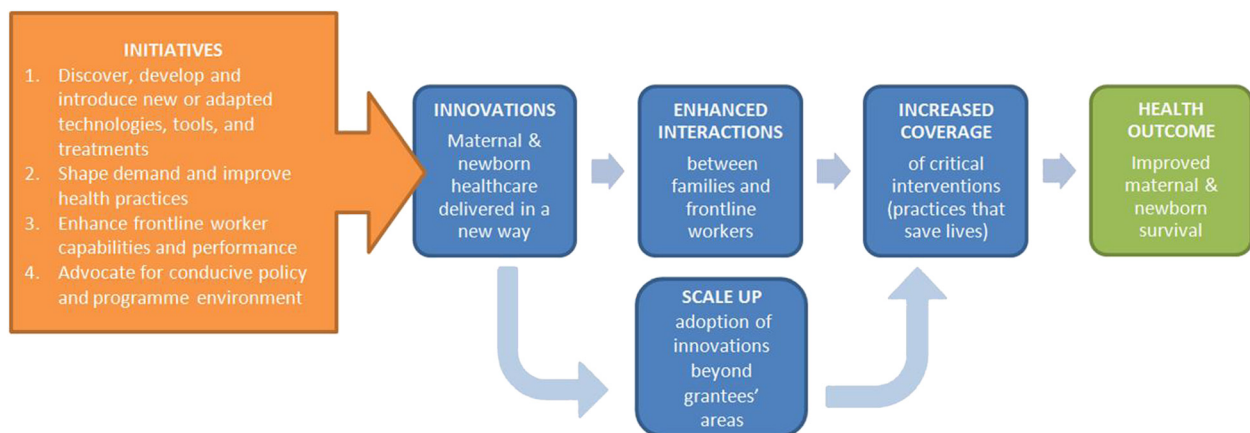 INITIATIVES
1. Discover, develop and
introduce new or adapted
technologies, tools, and
treatments
2. Shape demand and improve
health practices
3. Enhance frontline worker
capabilities and performance
4. Advocate for conducive policy
and programme environment
INNOVATIONS
Maternal &
newborn
healthcare
delivered in a
new way
ENHANCED
INTERACTIONS
between
families and
frontline
workers
INCREASED
COVERAGE
of critical
interventions
(practices that
save lives)
HEALTH
OUTCOME
Improved
maternal &
newborn
survival
SCALE UP
adoption of
innovations
beyond
grantees’
areas